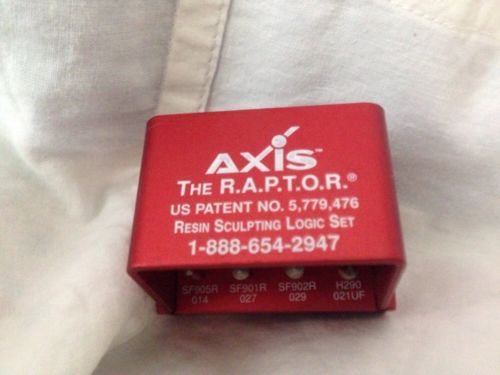 AXIS™
THE R.A.P.T.O.R.®
US PATENT NO. 5,779,476
RESIN SCULPTING LOGIC SET
1-888-654-2947
SF905R SF901R SF902R H290
014 027 029 021UF